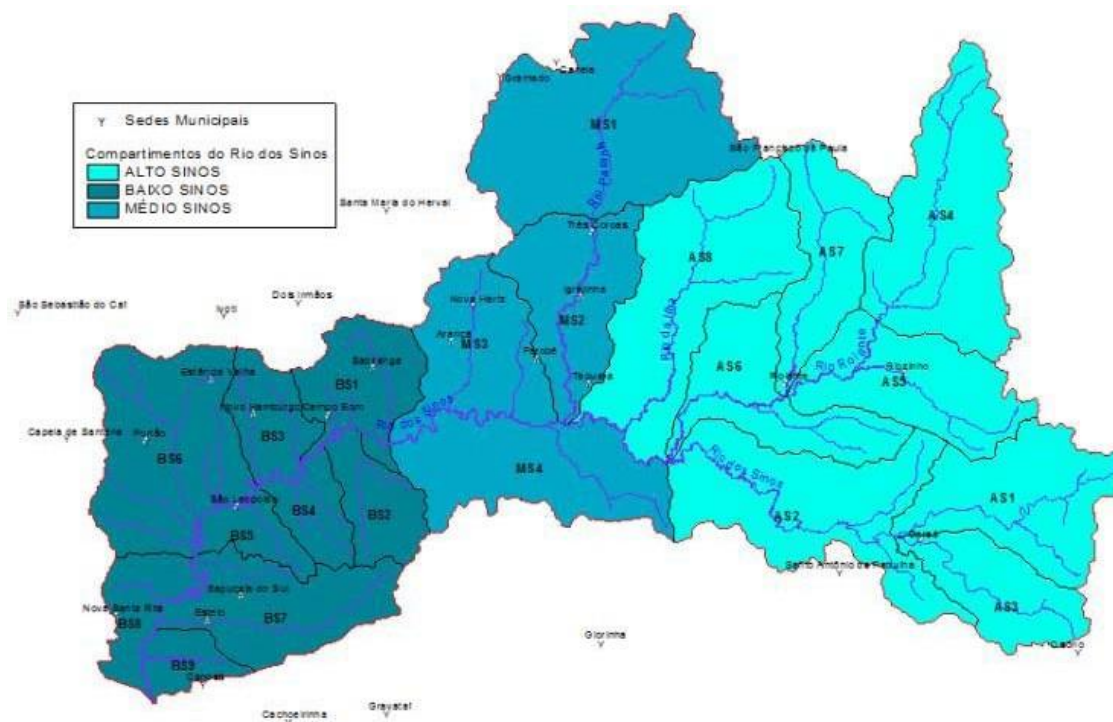 Sedes Municipais
Compartimentos do Rio dos Sinos
ALTO SINOS
BAIXO SINOS
MÉDIO SINOS
Gramado
Canela
MS1
Rio Paranhana
São Francisco de Paula
AS4
Santa Maria do Herval
Três Coroas
AS7
AS8
Igrejinha
São Sebastião do Caí
Dois Irmãos
Ivoti
Nova Hartz
MS2
Rio da Ilha
Araricá
MS3
Parobé
Rio Rolante
AS6
Riozinho
AS5
Sapiranga
Taquara
Rolante
Estância Velha
BS1
Novo Hamburgo
Campo Bom
Rio dos Sinos
Capela de Santana
Portão
BS3
BS6
MS4
Rio dos Sinos
AS1
São Leopoldo
BS4
BS2
AS2
BS5
Caraá
Santo Antônio da Patrulha
Sapucaia do Sul
Nova Santa Rita
Esteio
BS7
BS8
AS3
Glorinha
BS9
Canoas
Cachoeirinha
Gravataí